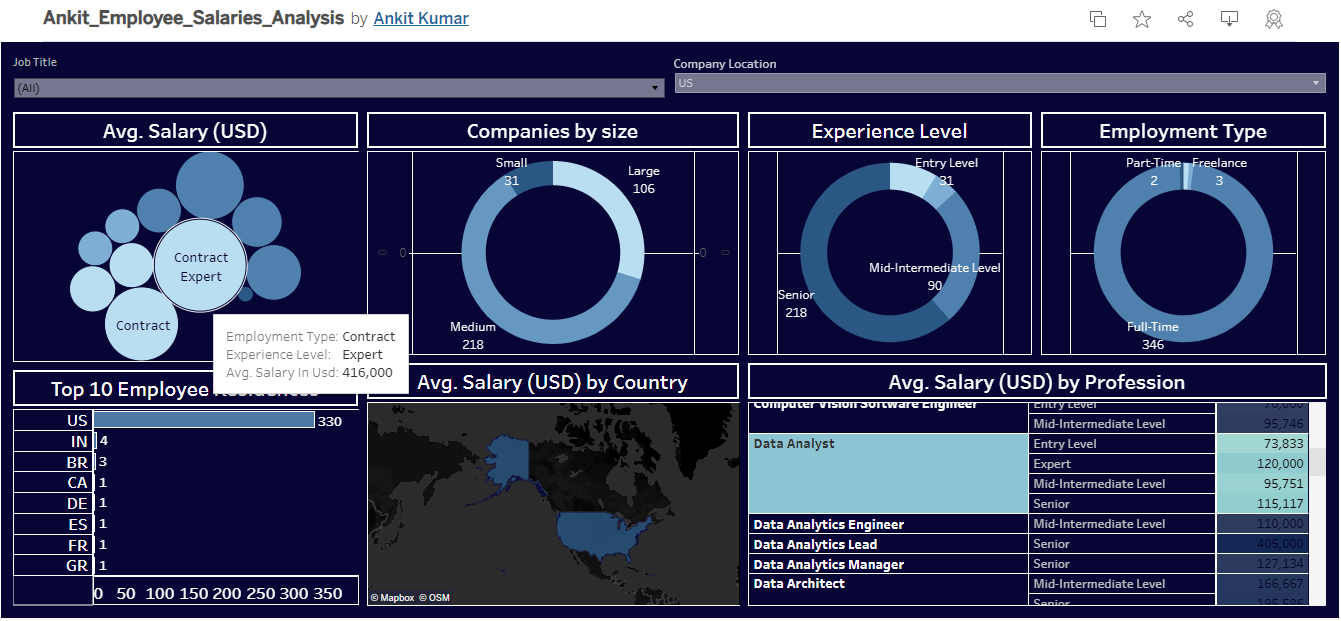 Ankit_Employee_Salaries_Analysis by Ankit Kumar
Job Title
(All)
Company Location
US
Avg. Salary (USD)
Contract
Expert
Contract
Employment Type: Contract
Experience Level: Expert
Avg. Salary In Usd: 416,000
Companies by size
Small
31
Large
106
Medium
218
0
0
Experience Level
Entry Level
31
Mid-Intermediate Level
90
Senior
218
Employment Type
Part-Time
2
Freelance
3
Full-Time
346
Top 10 Employee Residences
US 330
IN 4
BR 3
CA 1
DE 1
ES 1
FR 1
GR 1
0 50 100 150 200 250 300 350
Avg. Salary (USD) by Country
© Mapbox © OSM
Avg. Salary (USD) by Profession
Computer Vision Software Engineer Entry Level 70,000
Mid-Intermediate Level 95,746
Data Analyst Entry Level 73,833
Expert 120,000
Mid-Intermediate Level 95,751
Senior 115,117
Data Analytics Engineer Mid-Intermediate Level 110,000
Data Analytics Lead Senior 405,000
Data Analytics Manager Senior 127,134
Data Architect Mid-Intermediate Level 166,667
Senior